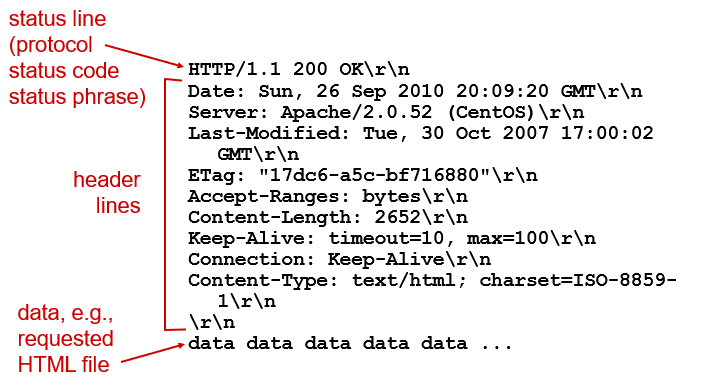 status line
(protocol
status code
status phrase)
HTTP/1.1 200 OK\r\n
Date: Sun, 26 Sep 2010 20:09:20 GMT\r\n
Server: Apache/2.0.52 (CentOS)\r\n
Last-Modified: Tue, 30 Oct 2007 17:00:02
GMT\r\n
ETag: "17dc6-a5c-bf716880"\r\n
Accept-Ranges: bytes\r\n
Content-Length: 2652\r\n
Keep-Alive: timeout=10, max=100\r\n
Connection: Keep-Alive\r\n
Content-Type: text/html; charset=ISO-8859-
1\r\n
\r\n
data data data data data ...
header
lines
data, e.g.,
requested
HTML file